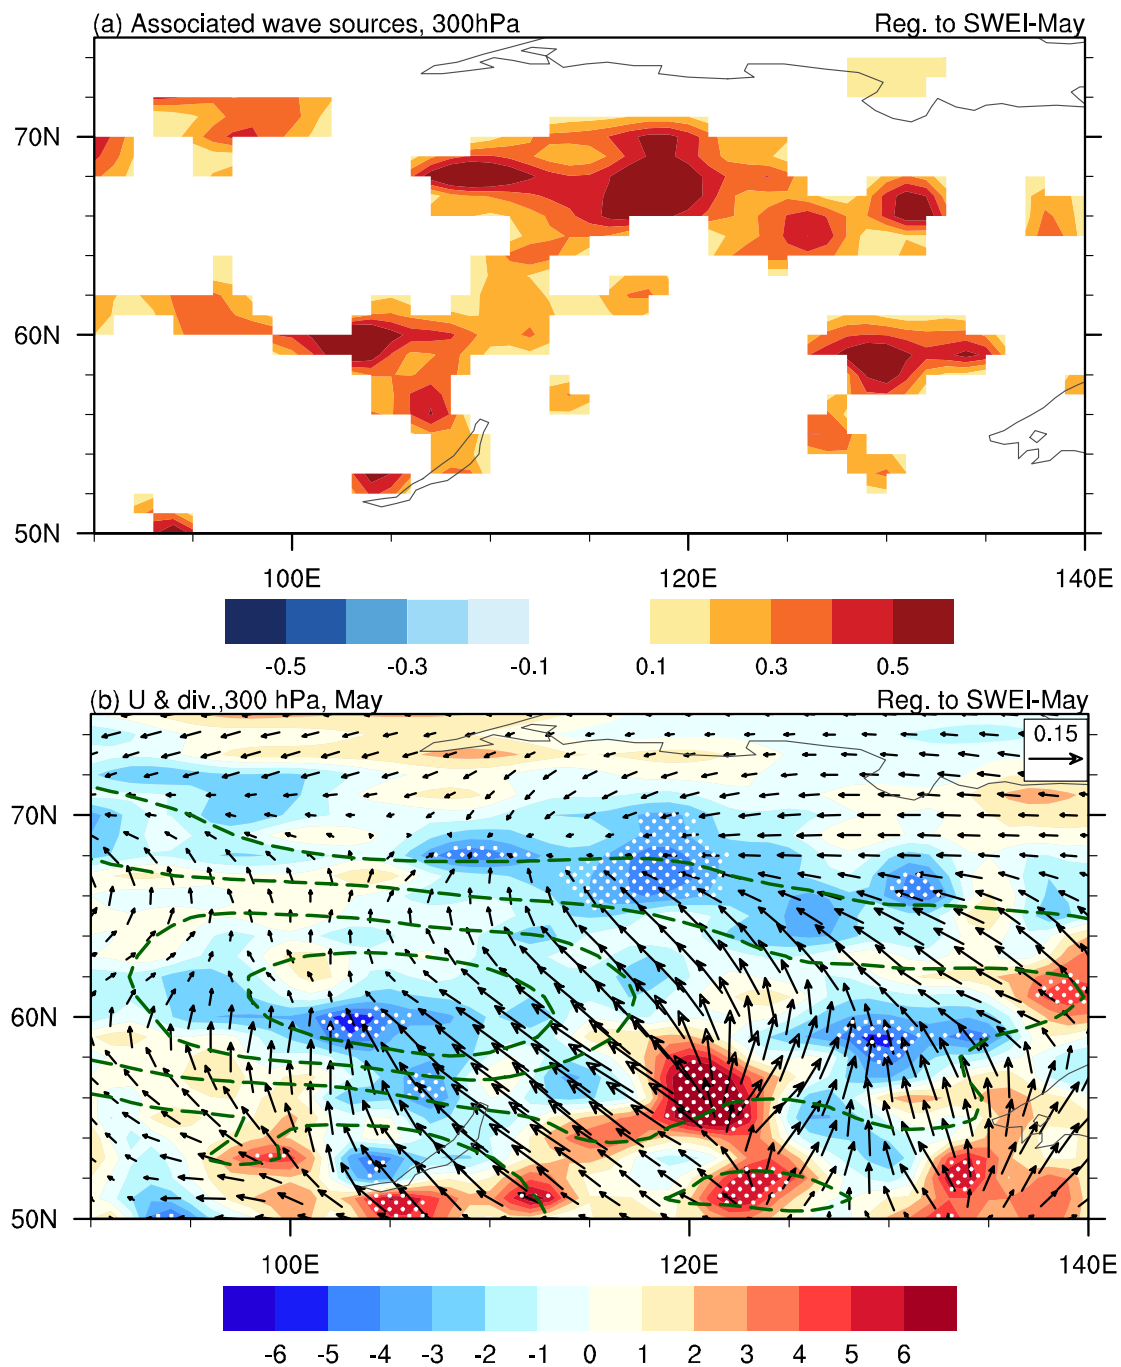 (a) Associated wave sources, 300hPa Reg. to SWEI-May
70N
60N
50N
100E 120E 140E
-0.5 -0.3 -0.1 0.1 0.3 0.5
(b) U & div.,300 hPa, May Reg. to SWEI-May
0.15
70N
60N
50N
100E 120E 140E
-6 -5 -4 -3 -2 -1 0 1 2 3 4 5 6